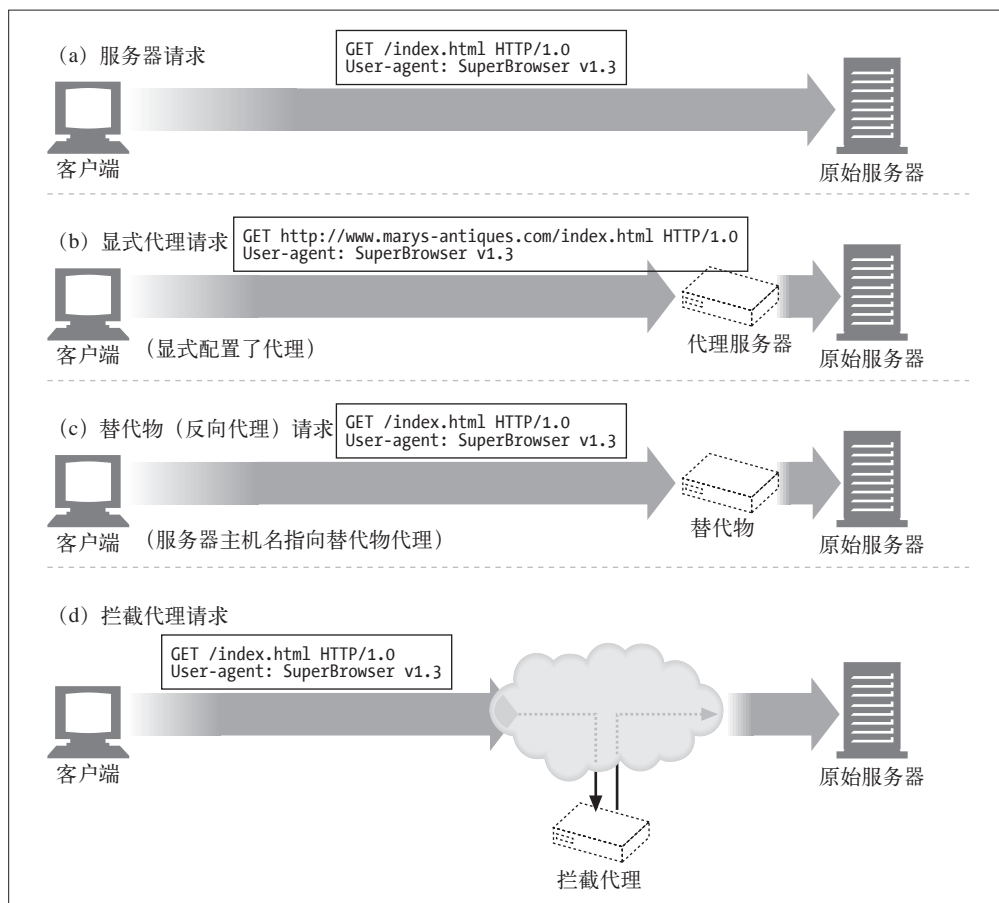 （a）服务器请求
GET /index.html HTTP/1.0
User-agent: SuperBrowser v1.3
客户端
原始服务器
（b）显式代理请求
GET http://www.marys-antiques.com/index.html HTTP/1.0
User-agent: SuperBrowser v1.3
客户端
（显式配置了代理）
代理服务器
原始服务器
（c）替代物（反向代理）请求
GET /index.html HTTP/1.0
User-agent: SuperBrowser v1.3
客户端
（服务器主机名指向替代物代理）
替代物
原始服务器
（d）拦截代理请求
GET /index.html HTTP/1.0
User-agent: SuperBrowser v1.3
客户端
原始服务器
拦截代理